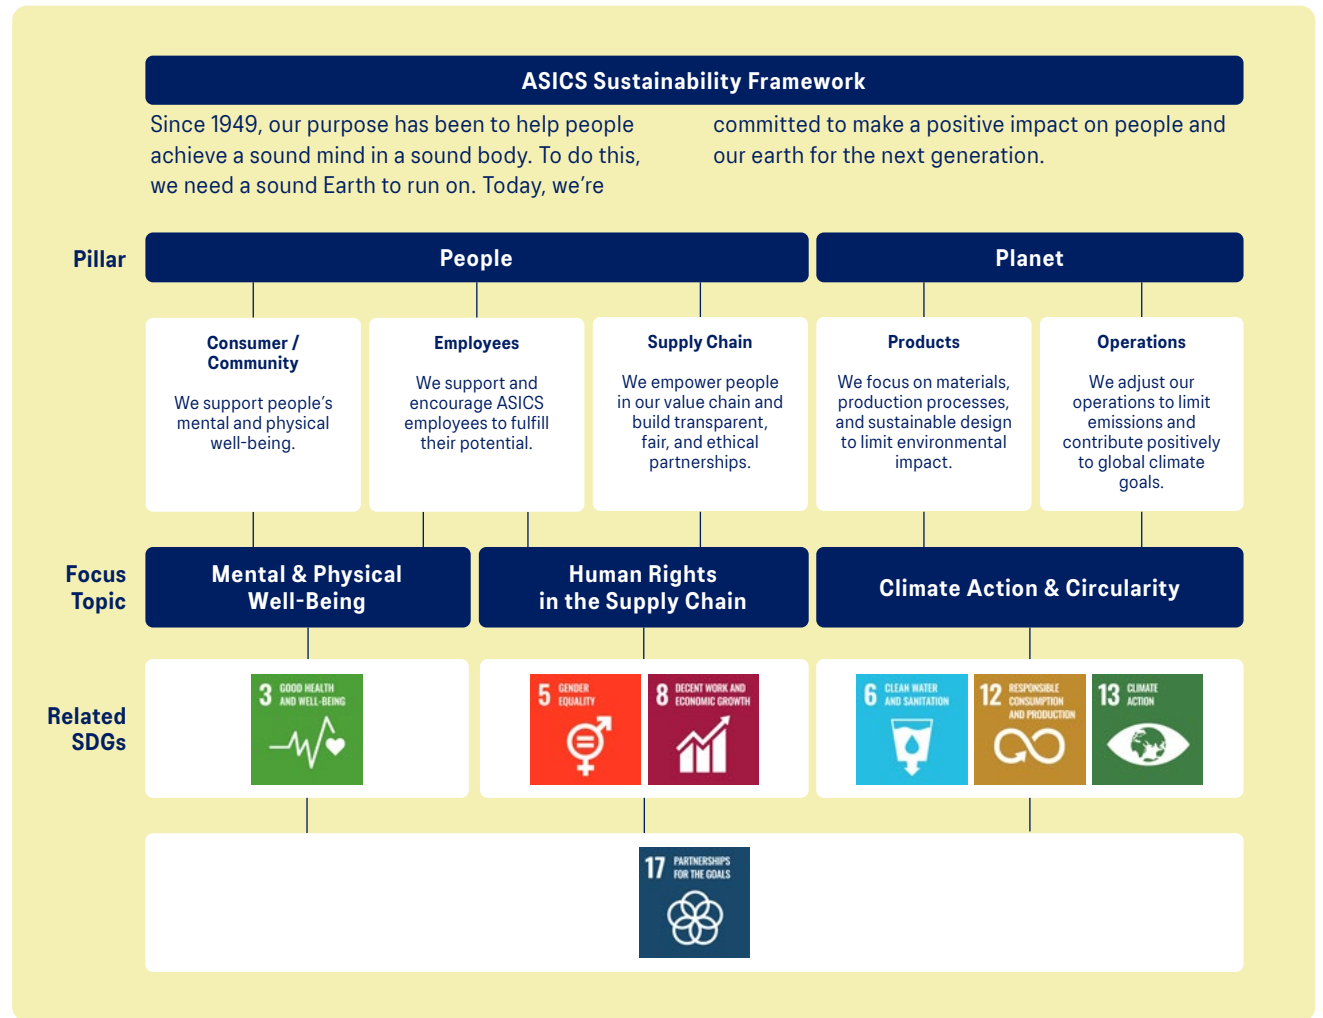 ASICS Sustainability Framework
Since 1949, our purpose has been to help people
achieve a sound mind in a sound body. To do this,
we need a sound Earth to run on. Today, we’re
committed to make a positive impact on people and
our earth for the next generation.
Pillar
People
Planet
Consumer /
Community
We support people’s
mental and physical
well-being.
Employees
We support and
encourage ASICS
employees to fulfill
their potential.
Supply Chain
We empower people
in our value chain and
build transparent,
fair, and ethical
partnerships.
Products
We focus on materials,
production processes,
and sustainable design
to limit environmental
impact.
Operations
We adjust our
operations to limit
emissions and
contribute positively
to global climate
goals.
Focus
Topic
Mental & Physical
Well-Being
Human Rights
in the Supply Chain
Climate Action & Circularity
Related
SDGs
3 GOOD HEALTH
AND WELL-BEING
5 GENDER
EQUALITY
8 DECENT WORK AND
ECONOMIC GROWTH
6 CLEAN WATER
AND SANITATION
12 RESPONSIBLE
CONSUMPTION
AND PRODUCTION
13 CLIMATE
ACTION
17 PARTNERSHIPS
FOR THE GOALS